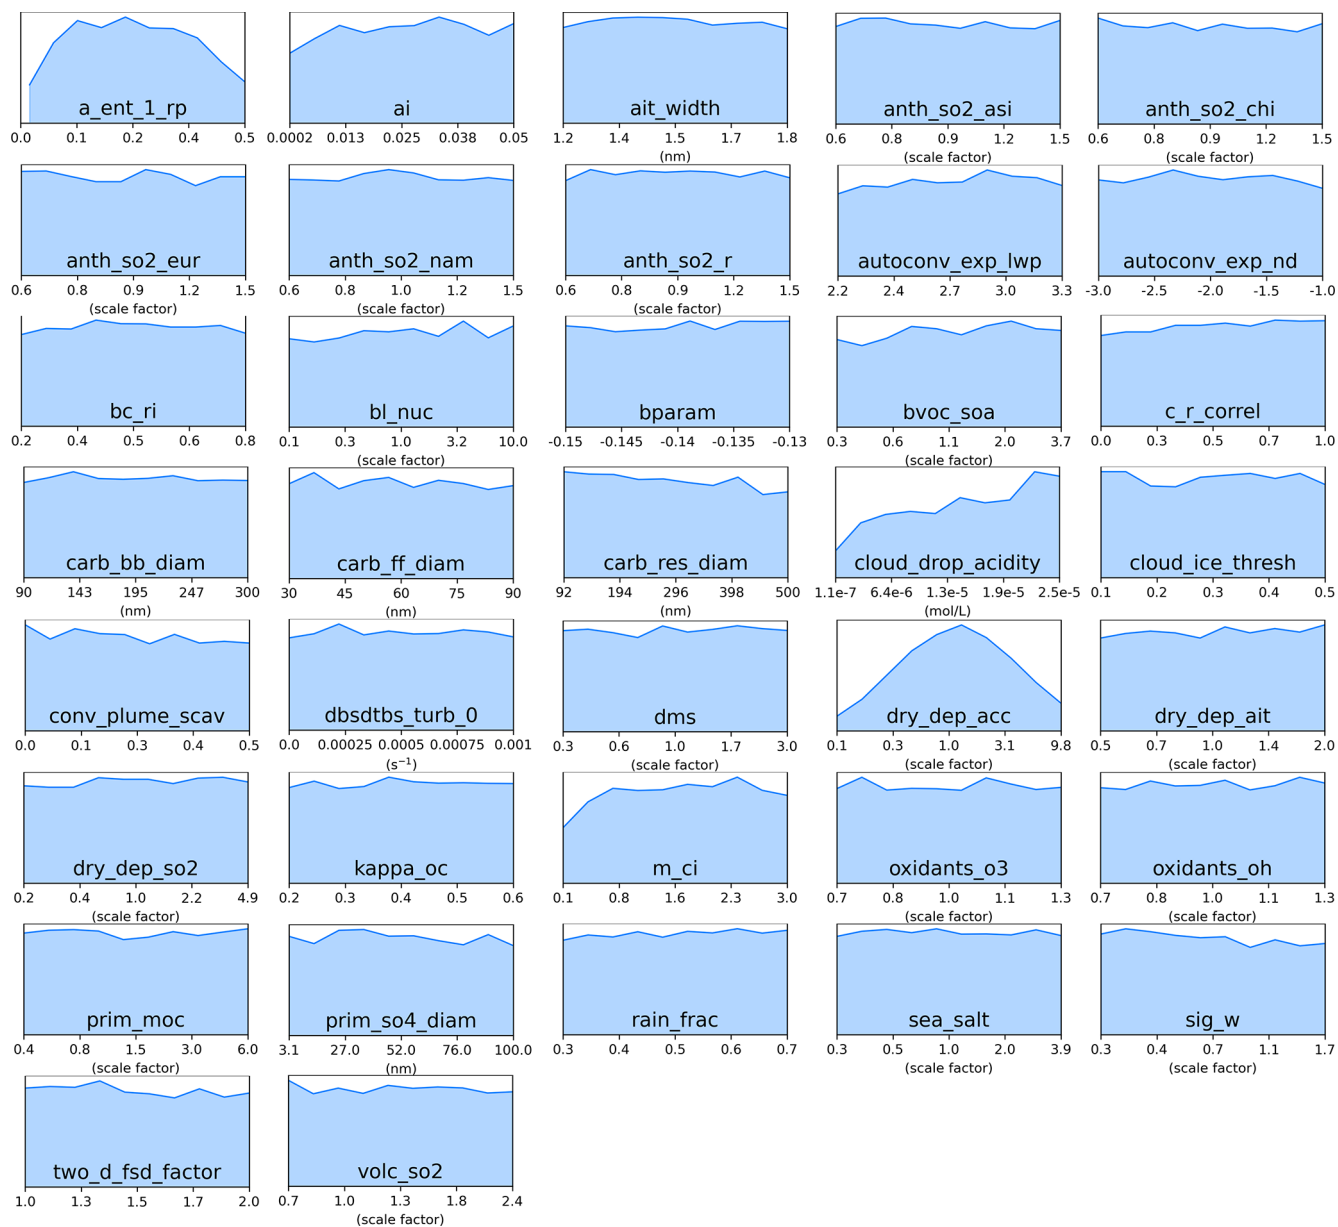 a_ent_1_rp
0.0 0.1 0.2 0.4 0.5
ai
0.0002 0.013 0.025 0.038 0.05
ait_width
1.2 1.4 1.5 1.7 1.8
(nm)
anth_so2_asi
0.6 0.8 0.9 1.2 1.5
(scale factor)
anth_so2_chi
0.6 0.8 0.9 1.2 1.5
(scale factor)
anth_so2_eur
0.6 0.8 0.9 1.2 1.5
(scale factor)
anth_so2_nam
0.6 0.8 0.9 1.2 1.5
(scale factor)
anth_so2_r
0.6 0.8 0.9 1.2 1.5
(scale factor)
autoconv_exp_lwp
2.2 2.4 2.7 3.0 3.3
autoconv_exp_nd
-3.0 -2.5 -2.0 -1.5 -1.0
bc_ri
0.2 0.4 0.5 0.6 0.8
bl_nuc
0.1 0.3 1.0 3.2 10.0
(scale factor)
bparam
-0.15 -0.145 -0.14 -0.135 -0.13
bvoc_soa
0.3 0.6 1.1 2.0 3.7
(scale factor)
c_r_correl
0.0 0.3 0.5 0.7 1.0
carb_bb_diam
90 143 195 247 300
(nm)
carb_ff_diam
30 45 60 75 90
(nm)
carb_res_diam
92 194 296 398 500
(nm)
cloud_drop_acidity
1.1e-7 6.4e-6 1.3e-5 1.9e-5 2.5e-5
(mol/L)
cloud_ice_thresh
0.1 0.2 0.3 0.4 0.5
conv_plume_scav
0.0 0.1 0.3 0.4 0.5
dbsdtbs_turb_0
0.0 0.00025 0.0005 0.00075 0.001
(s⁻¹)
dms
0.3 0.6 1.0 1.7 3.0
(scale factor)
dry_dep_acc
0.1 0.3 1.0 3.1 9.8
(scale factor)
dry_dep_ait
0.5 0.7 1.0 1.4 2.0
(scale factor)
dry_dep_so2
0.2 0.4 1.0 2.2 4.9
(scale factor)
kappa_oc
0.2 0.3 0.4 0.5 0.6
m_ci
0.1 0.8 1.6 2.3 3.0
oxidants_o3
0.7 0.8 1.0 1.1 1.3
(scale factor)
oxidants_oh
0.7 0.8 1.0 1.1 1.3
(scale factor)
prim_moc
0.4 0.8 1.5 3.0 6.0
(scale factor)
prim_so4_diam
3.1 27.0 52.0 76.0 100.0
(nm)
rain_frac
0.3 0.4 0.5 0.6 0.7
sea_salt
0.3 0.5 1.0 2.0 3.9
(scale factor)
sig_w
0.3 0.4 0.7 1.1 1.7
(scale factor)
two_d_fsd_factor
1.0 1.3 1.5 1.7 2.0
volc_so2
0.7 1.0 1.3 1.8 2.4
(scale factor)